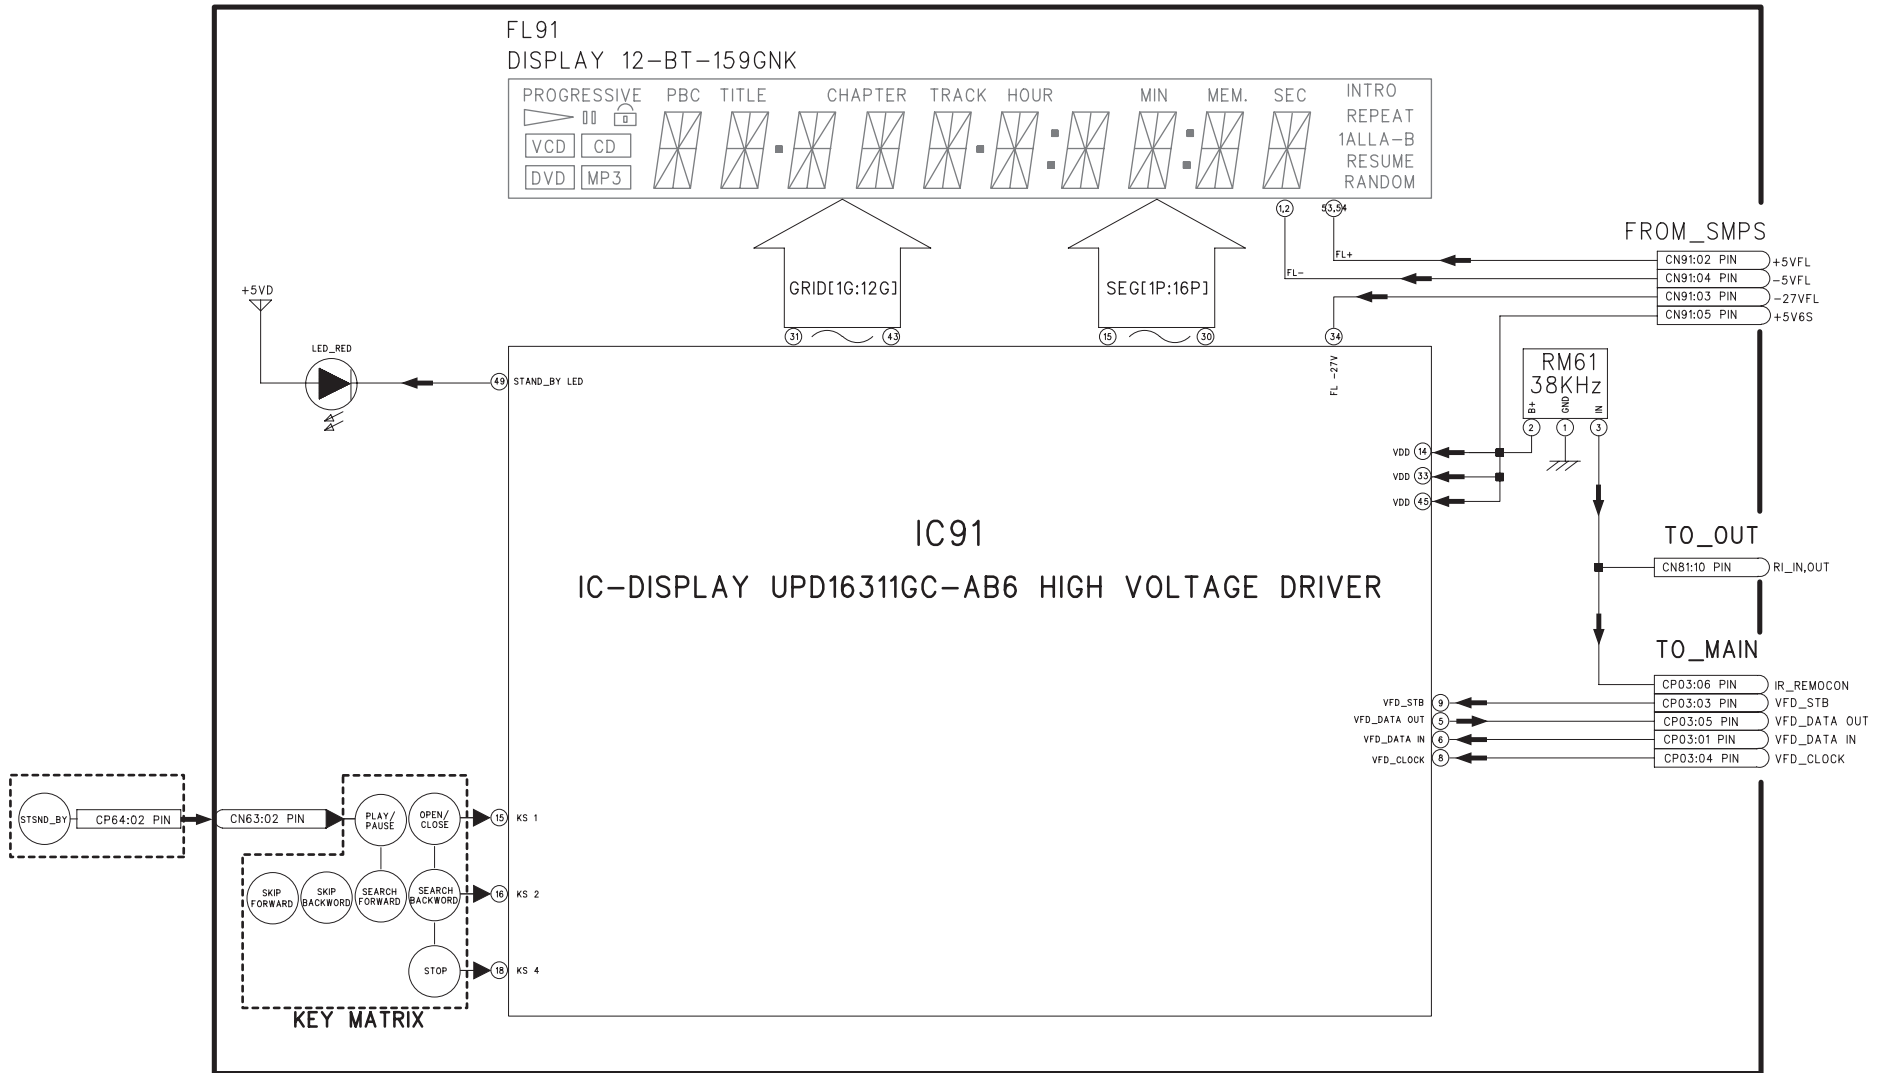 FL91
DISPLAY 12-BT-159GNK
PROGRESSIVE PBC TITLE CHAPTER TRACK HOUR MIN MEM. SEC INTRO
REPEAT
VCD CD 1ALLA-B
RESUME
DVD MP3 RANDOM
1,2 53,54
FROM_SMPS
FL+ CN91:02 PIN +5VFL
FL- CN91:04 PIN -5VFL
CN91:03 PIN -27VFL
CN91:05 PIN +5V6S
+5VD
GRID[1G:12G] SEG[1P:16P]
31 43 15 30 34
FL -27V
LED_RED
49 STAND_BY LED
RM61
38KHz
B+ GND IN
2 1 3
VDD 14
VDD 33
VDD 45
IC91
IC-DISPLAY UPD16311GC-AB6 HIGH VOLTAGE DRIVER
TO_OUT
CN81:10 PIN RI_IN,OUT
TO_MAIN
CP03:06 PIN IR_REMOCON
VFD_STB 9 CP03:03 PIN VFD_STB
VFD_DATA OUT 5 CP03:05 PIN VFD_DATA OUT
VFD_DATA IN 6 CP03:01 PIN VFD_DATA IN
VFD_CLOCK 8 CP03:04 PIN VFD_CLOCK
STSND_BY CP64:02 PIN CN63:02 PIN
PLAY/
PAUSE
OPEN/
CLOSE
15 KS 1
SKIP
FORWARD
SKIP
BACKWORD
SEARCH
FORWARD
SEARCH
BACKWORD
16 KS 2
STOP 18 KS 4
KEY MATRIX